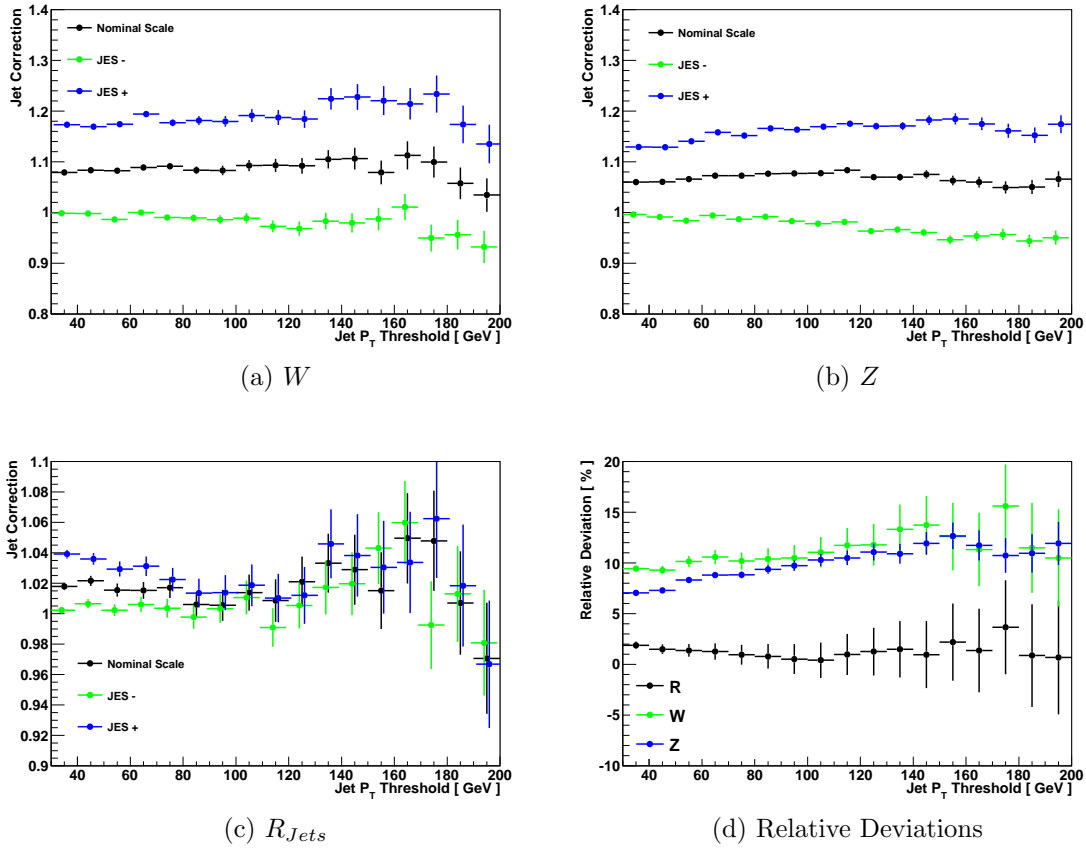 Jet Correction
1.4
1.3
1.2
1.1
1
0.9
0.8
Nominal Scale
JES -
JES +
40 60 80 100 120 140 160 180 200
Jet P_T Threshold [ GeV ]
(a) W
Jet Correction
1.4
1.3
1.2
1.1
1
0.9
0.8
Nominal Scale
JES -
JES +
40 60 80 100 120 140 160 180 200
Jet P_T Threshold [ GeV ]
(b) Z
Jet Correction
1.1
1.08
1.06
1.04
1.02
1
0.98
0.96
0.94
0.92
0.9
Nominal Scale
JES -
JES +
40 60 80 100 120 140 160 180 200
Jet P_T Threshold [ GeV ]
(c) R_Jets
Relative Deviation [ % ]
20
15
10
5
0
-5
-10
R
W
Z
40 60 80 100 120 140 160 180 200
Jet P_T Threshold [ GeV ]
(d) Relative Deviations